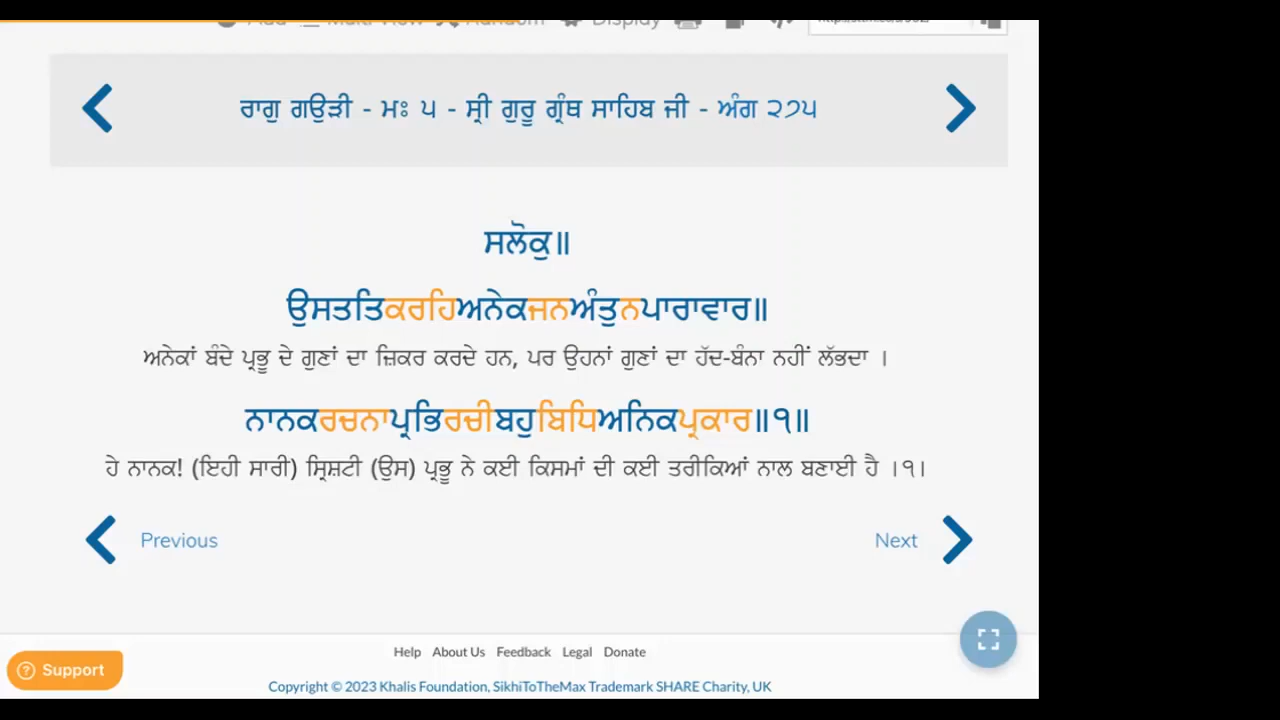 Display
ਰਾਗੁ ਗਉੜੀ - ਮਃ ੫ - ਸ੍ਰੀ ਗੁਰੂ ਗ੍ਰੰਥ ਸਾਹਿਬ ਜੀ - ਅੰਗ ੨੭੫
ਸਲੋਕੁ॥
ਉਸਤਤਿਕਰਹਿਅਨੇਕਜਨਅੰਤੁਨਪਾਰਾਵਾਰ॥
ਅਨੇਕਾਂ ਬੰਦੇ ਪ੍ਰਭੂ ਦੇ ਗੁਣਾਂ ਦਾ ਜ਼ਿਕਰ ਕਰਦੇ ਹਨ, ਪਰ ਉਹਨਾਂ ਗੁਣਾਂ ਦਾ ਹੱਦ-ਬੰਨਾ ਨਹੀਂ ਲੱਭਦਾ ।
ਨਾਨਕਰਚਨਾਪ੍ਰਭਿਰਚੀਬਹੁਬਿਧਿਅਨਿਕਪ੍ਰਕਾਰ॥੧॥
ਹੇ ਨਾਨਕ! (ਇਹੀ ਸਾਰੀ) ਸ੍ਰਿਸ਼ਟੀ (ਉਸ) ਪ੍ਰਭੂ ਨੇ ਕਈ ਕਿਸਮਾਂ ਦੀ ਕਈ ਤਰੀਕਿਆਂ ਨਾਲ ਬਣਾਈ ਹੈ ।੧।
Previous Next
Help About Us Feedback Legal Donate
Support
Copyright © 2023 Khalis Foundation, SikhiToTheMax Trademark SHARE Charity, UK